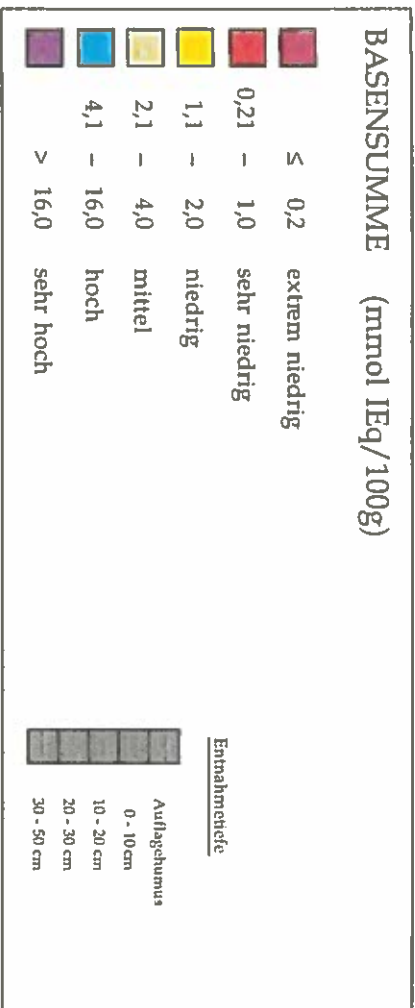 BASENSUMME (mmol IEq/100g)
≤ 0,2 extrem niedrig
0,21 - 1,0 sehr niedrig
1,1 - 2,0 niedrig
2,1 - 4,0 mittel
4,1 - 16,0 hoch
> 16,0 sehr hoch
Entnahmetiefe
Auflagehumus
0 - 10 cm
10 - 20 cm
20 - 30 cm
30 - 50 cm